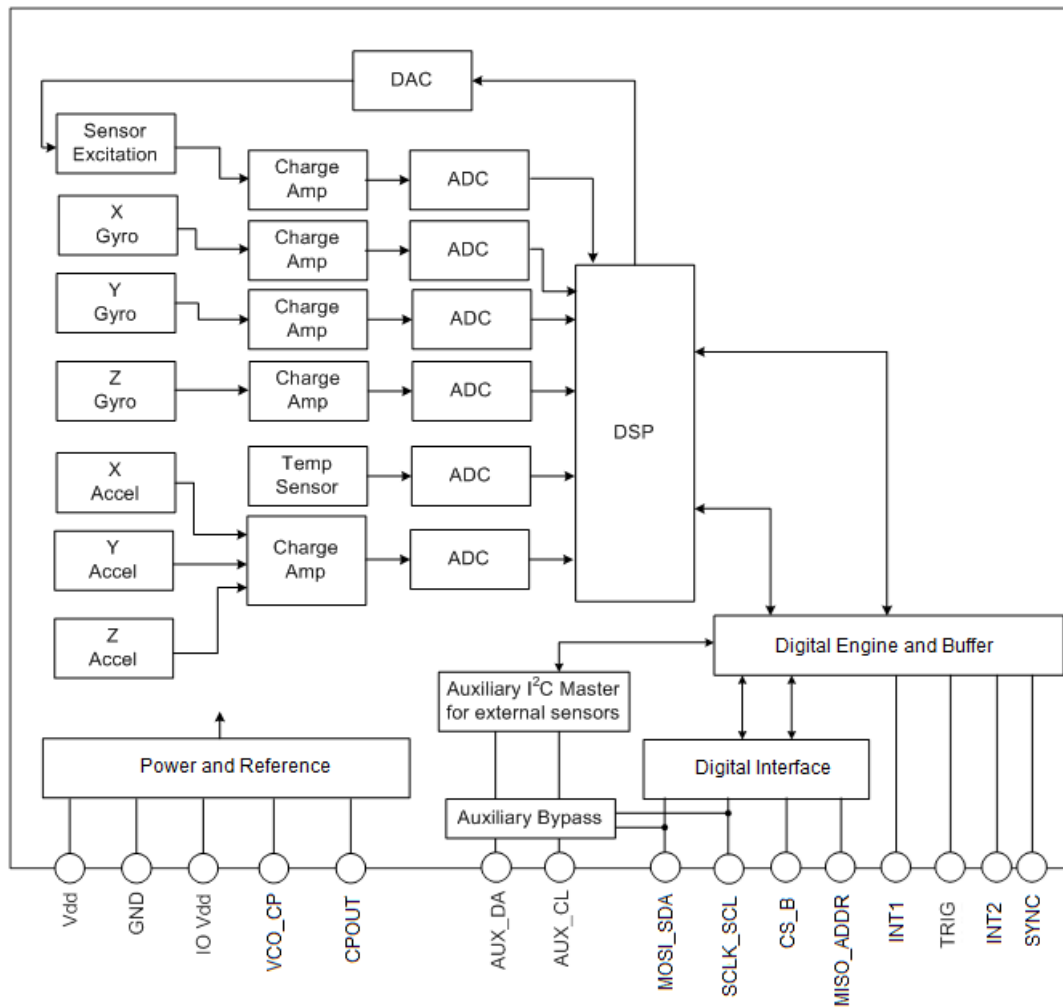 DAC
Sensor
Excitation
Charge
Amp
ADC
X
Gyro
Charge
Amp
ADC
Y
Gyro
Charge
Amp
ADC
Z
Gyro
Charge
Amp
ADC
DSP
X
Accel
Temp
Sensor
ADC
Y
Accel
Charge
Amp
ADC
Z
Accel
Digital Engine and Buffer
Auxiliary I²C Master
for external sensors
Power and Reference
Digital Interface
Auxiliary Bypass
Vdd
GND
IO Vdd
VCO_CP
CPOUT
AUX_DA
AUX_CL
MOSI_SDA
SCLK_SCL
CS_B
MISO_ADDR
INT1
TRIG
INT2
SYNC